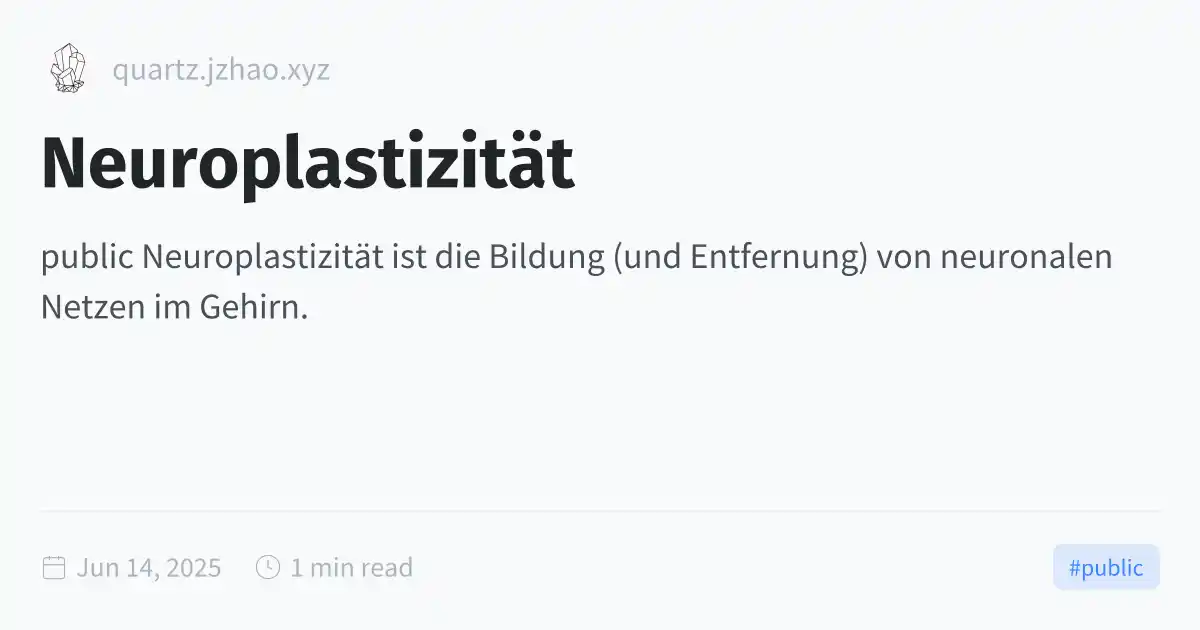 quartz.jzhao.xyz
Neuroplastizität
public Neuroplastizität ist die Bildung (und Entfernung) von neuronalen
Netzen im Gehirn.
Jun 14, 2025 1 min read
#public